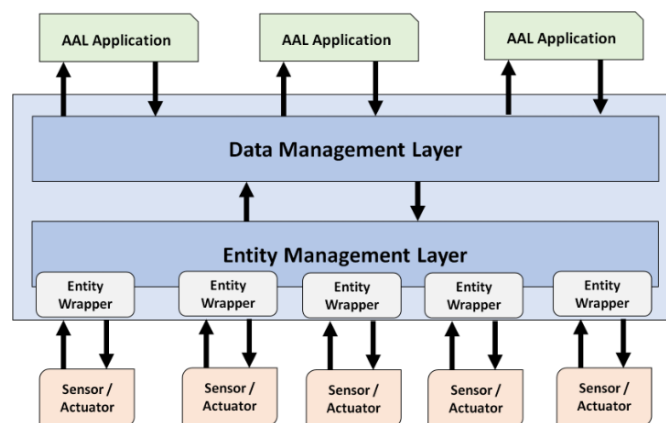 AAL Application
AAL Application
AAL Application
Data Management Layer
Entity Management Layer
Entity
Wrapper
Entity
Wrapper
Entity
Wrapper
Entity
Wrapper
Entity
Wrapper
Sensor /
Actuator
Sensor /
Actuator
Sensor /
Actuator
Sensor /
Actuator
Sensor /
Actuator